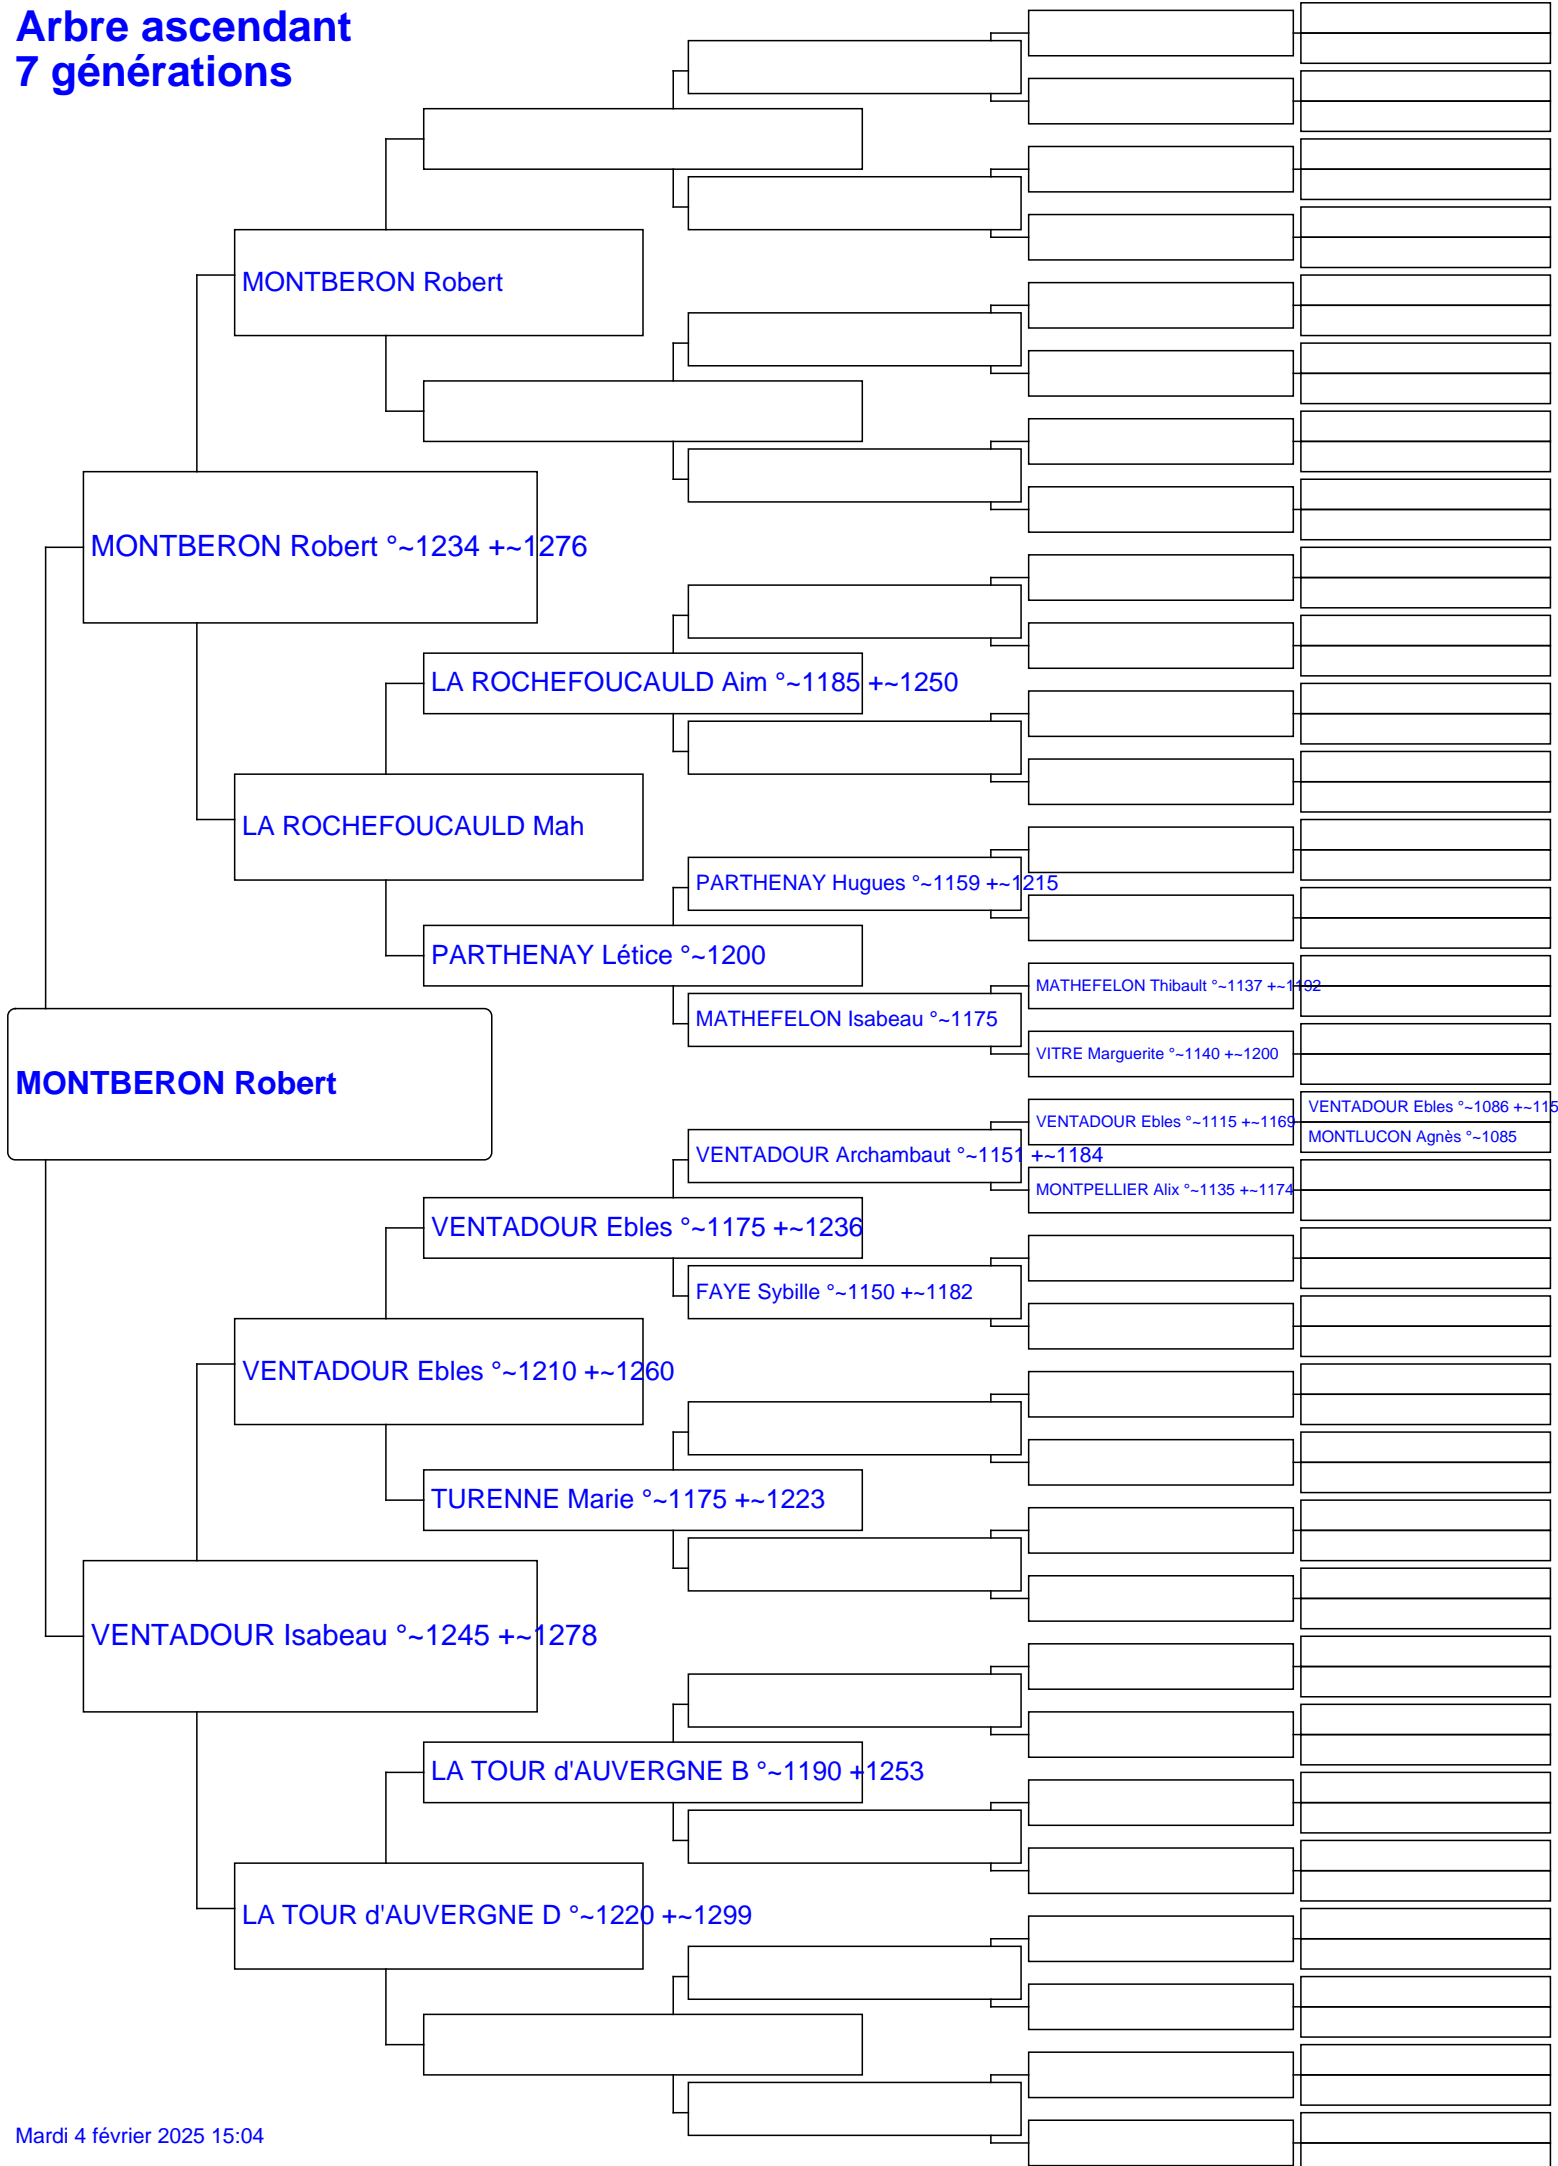 Arbre ascendant
7 générations
MONTBERON Robert
MONTBERON Robert °~1234 +~1276
LA ROCHEFOUCAULD Aim °~1185 +~1250
LA ROCHEFOUCAULD Mah
PARTHENAY Hugues °~1159 +~1215
PARTHENAY Létice °~1200
MATHEFELON Thibault °~1137 +~1192
MATHEFELON Isabeau °~1175
VITRE Marguerite °~1140 +~1200
MONTBERON Robert
VENTADOUR Ebles °~1086 +~115
VENTADOUR Ebles °~1115 +~1169
MONTLUCON Agnès °~1085
VENTADOUR Archambaut °~1151 +~1184
MONTPELLIER Alix °~1135 +~1174
VENTADOUR Ebles °~1175 +~1236
FAYE Sybille °~1150 +~1182
VENTADOUR Ebles °~1210 +~1260
TURENNE Marie °~1175 +~1223
VENTADOUR Isabeau °~1245 +~1278
LA TOUR d'AUVERGNE B °~1190 +1253
LA TOUR d'AUVERGNE D °~1220 +~1299
Mardi 4 février 2025 15:04